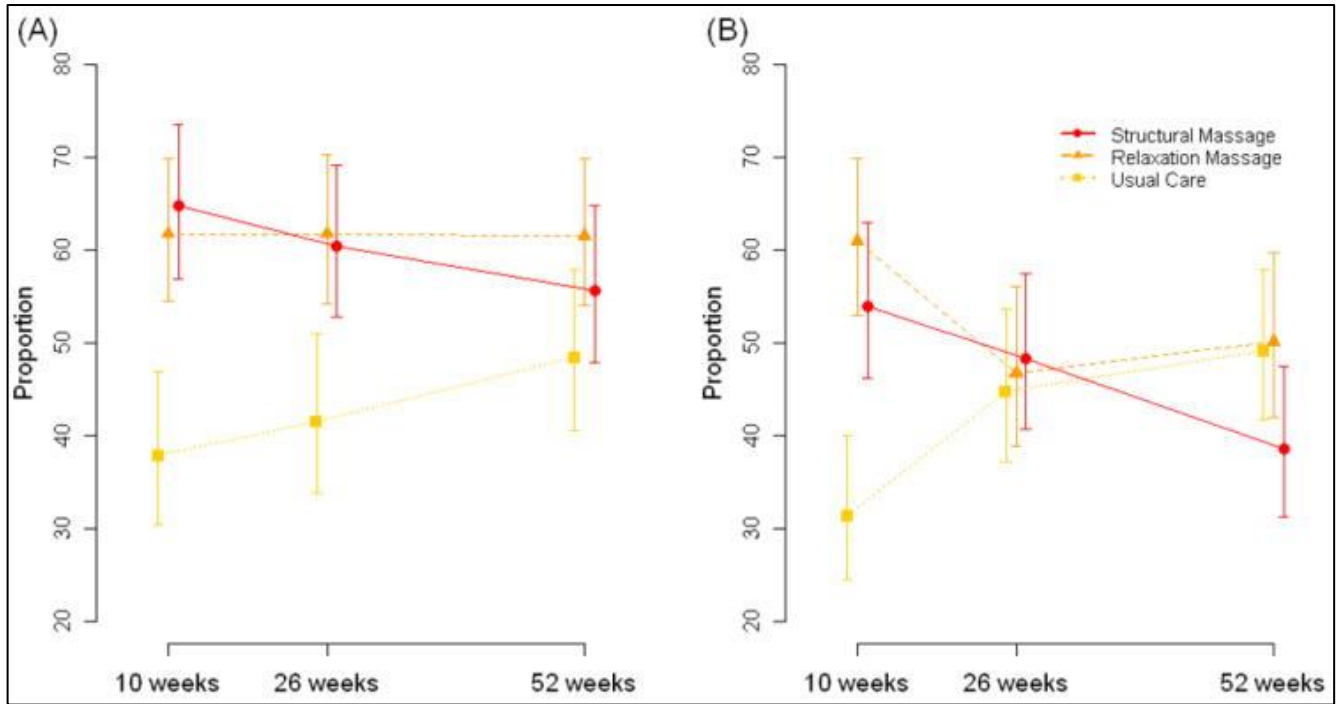 (A)
80
70
60
50
40
30
20
Proportion
10 weeks 26 weeks 52 weeks
(B)
80
70
60
50
40
30
20
Proportion
Structural Massage
Relaxation Massage
Usual Care
10 weeks 26 weeks 52 weeks